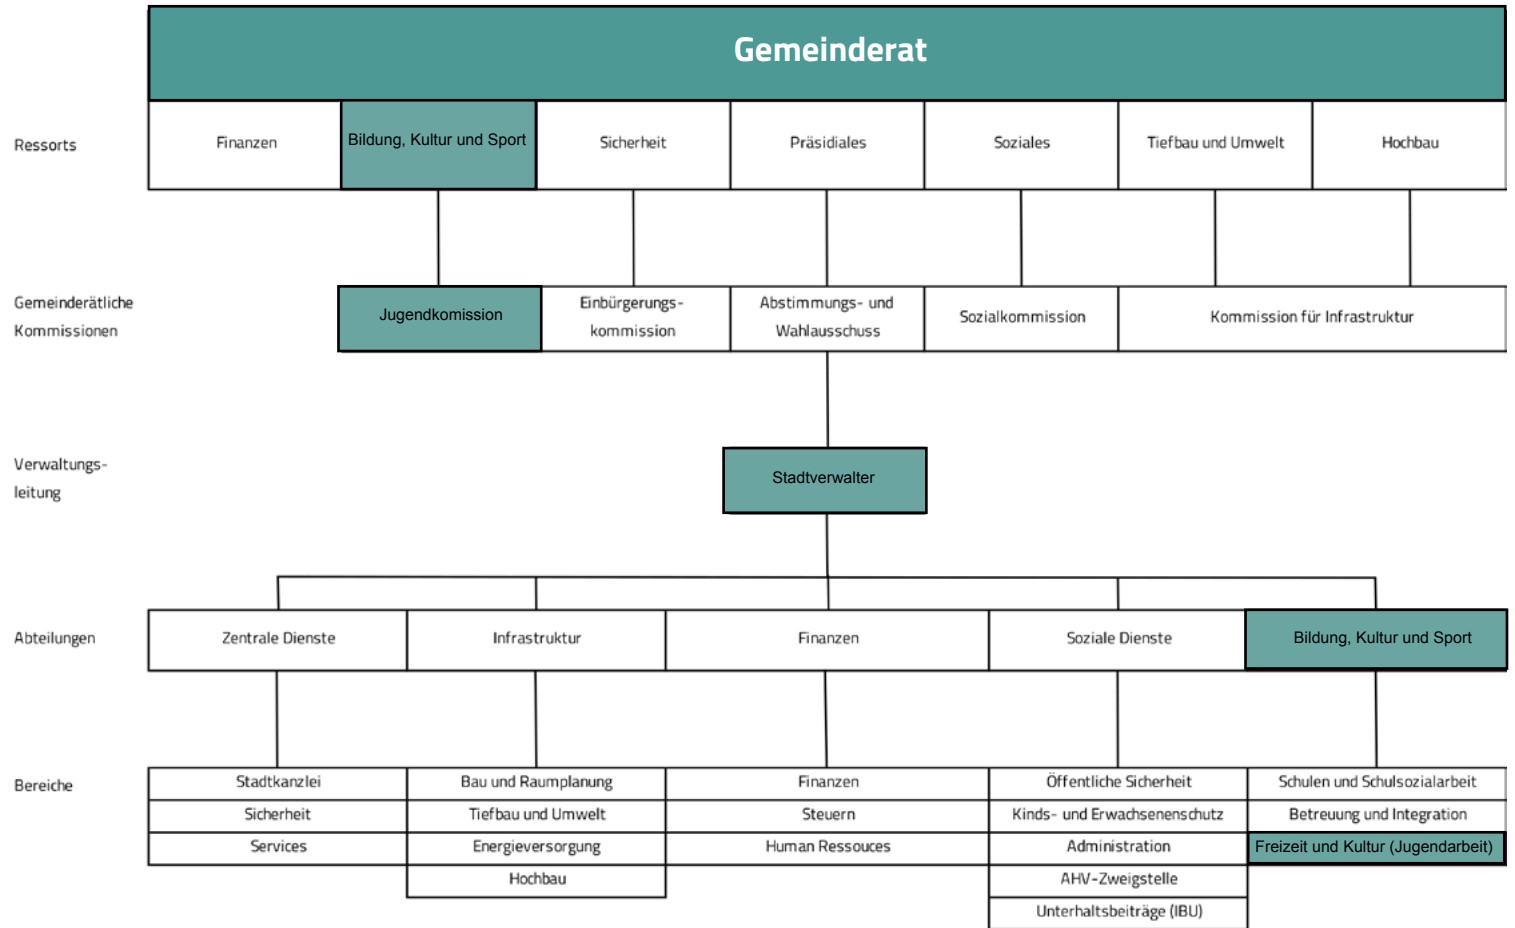 Gemeinderat
Ressorts
Finanzen
Bildung, Kultur und Sport
Sicherheit
Präsidiales
Soziales
Tiefbau und Umwelt
Hochbau
Gemeinderätliche
Kommissionen
Jugendkomission
Einbürgerungs-
kommission
Abstimmungs- und
Wahlausschuss
Sozialkommission
Kommission für Infrastruktur
Verwaltungs-
leitung
Stadtverwalter
Abteilungen
Zentrale Dienste
Infrastruktur
Finanzen
Soziale Dienste
Bildung, Kultur und Sport
Bereiche
Stadtkanzlei
Sicherheit
Services
Bau und Raumplanung
Tiefbau und Umwelt
Energieversorgung
Hochbau
Finanzen
Steuern
Human Ressouces
Öffentliche Sicherheit
Kinds- und Erwachsenenschutz
Administration
AHV-Zweigstelle
Unterhaltsbeiträge (IBU)
Schulen und Schulsozialarbeit
Betreuung und Integration
Freizeit und Kultur (Jugendarbeit)